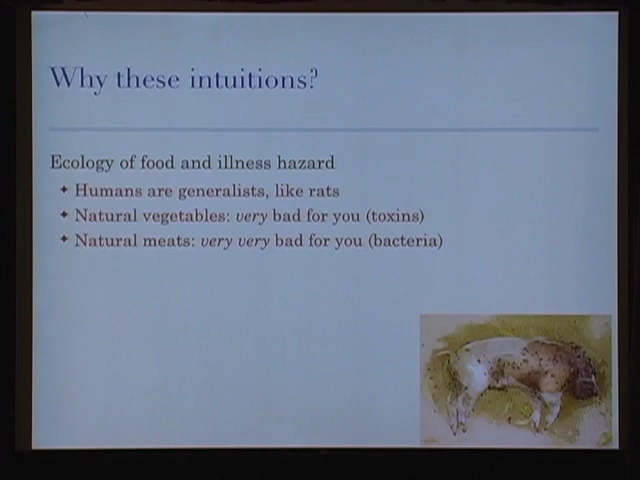 Why these intuitions?
Ecology of food and illness hazard
Humans are generalists, like rats
Natural vegetables: very bad for you (toxins)
Natural meats: very very bad for you (bacteria)